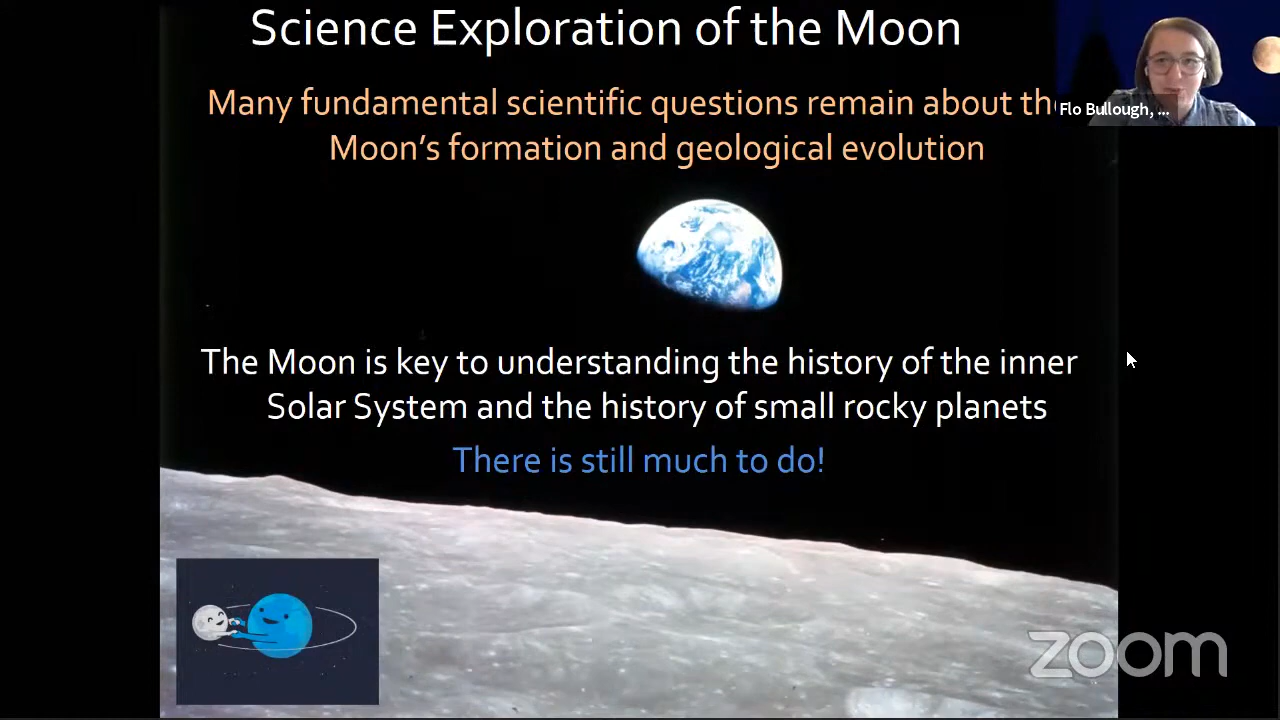 Science Exploration of the Moon
Many fundamental scientific questions remain about th
Flo Bullough, ...
Moon's formation and geological evolution
The Moon is key to understanding the history of the inner
Solar System and the history of small rocky planets
There is still much to do!
zoom